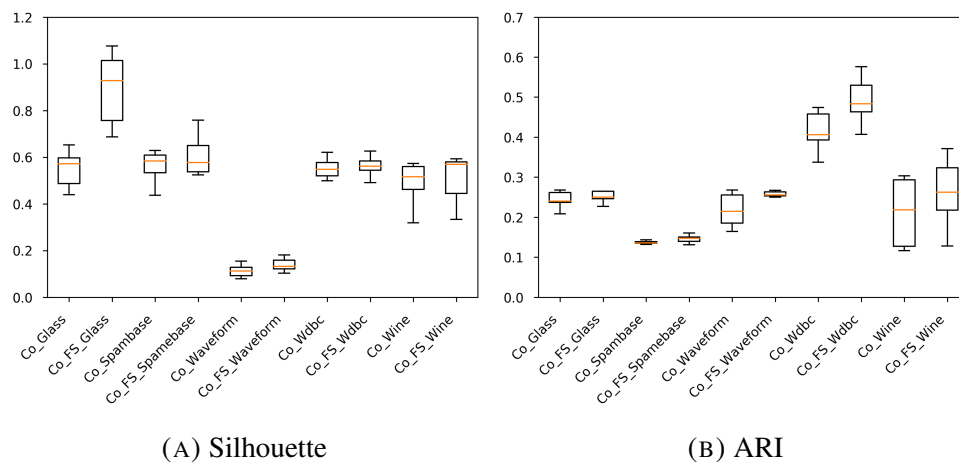 1.2
1.0
0.8
0.6
0.4
0.2
0.0
Co_Glass
Co_FS_Glass
Co_Spambase
Co_FS_Spamebase
Co_Waveform
Co_FS_Waveform
Co_Wdbc
Co_FS_Wdbc
Co_Wine
Co_FS_Wine
(A) Silhouette
0.7
0.6
0.5
0.4
0.3
0.2
0.1
0.0
Co_Glass
Co_FS_Glass
Co_Spambase
Co_FS_Spamebase
Co_Waveform
Co_FS_Waveform
Co_Wdbc
Co_FS_Wdbc
Co_Wine
Co_FS_Wine
(B) ARI